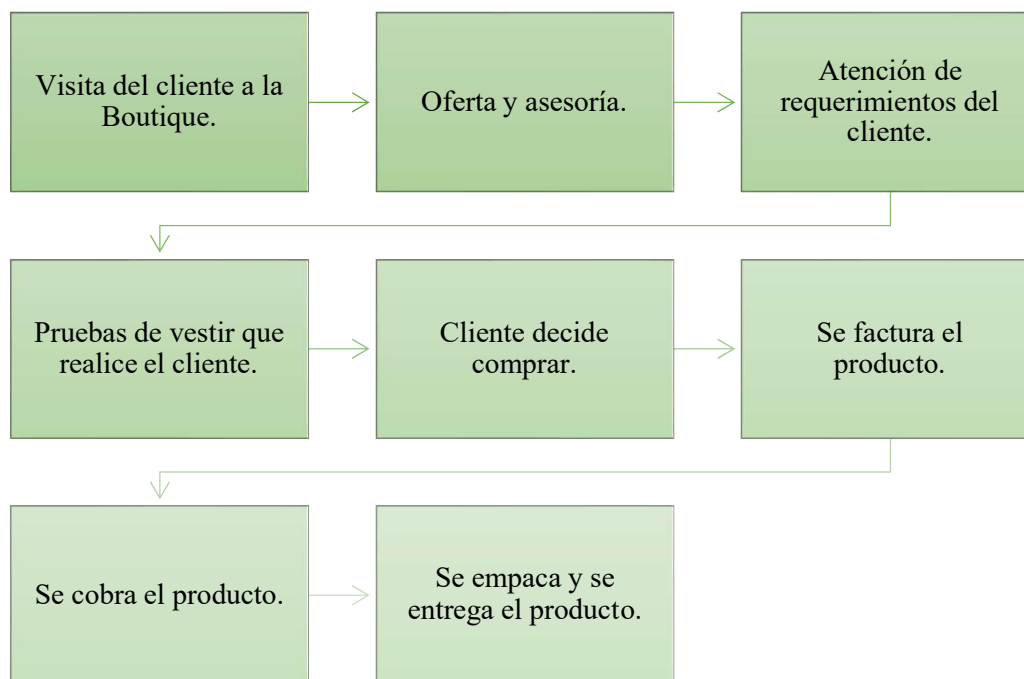 Visita del cliente a la
Boutique.
Oferta y asesoría.
Atención de
requerimientos del
cliente.
Pruebas de vestir que
realice el cliente.
Cliente decide
comprar.
Se factura el
producto.
Se cobra el producto.
Se empaca y se
entrega el producto.